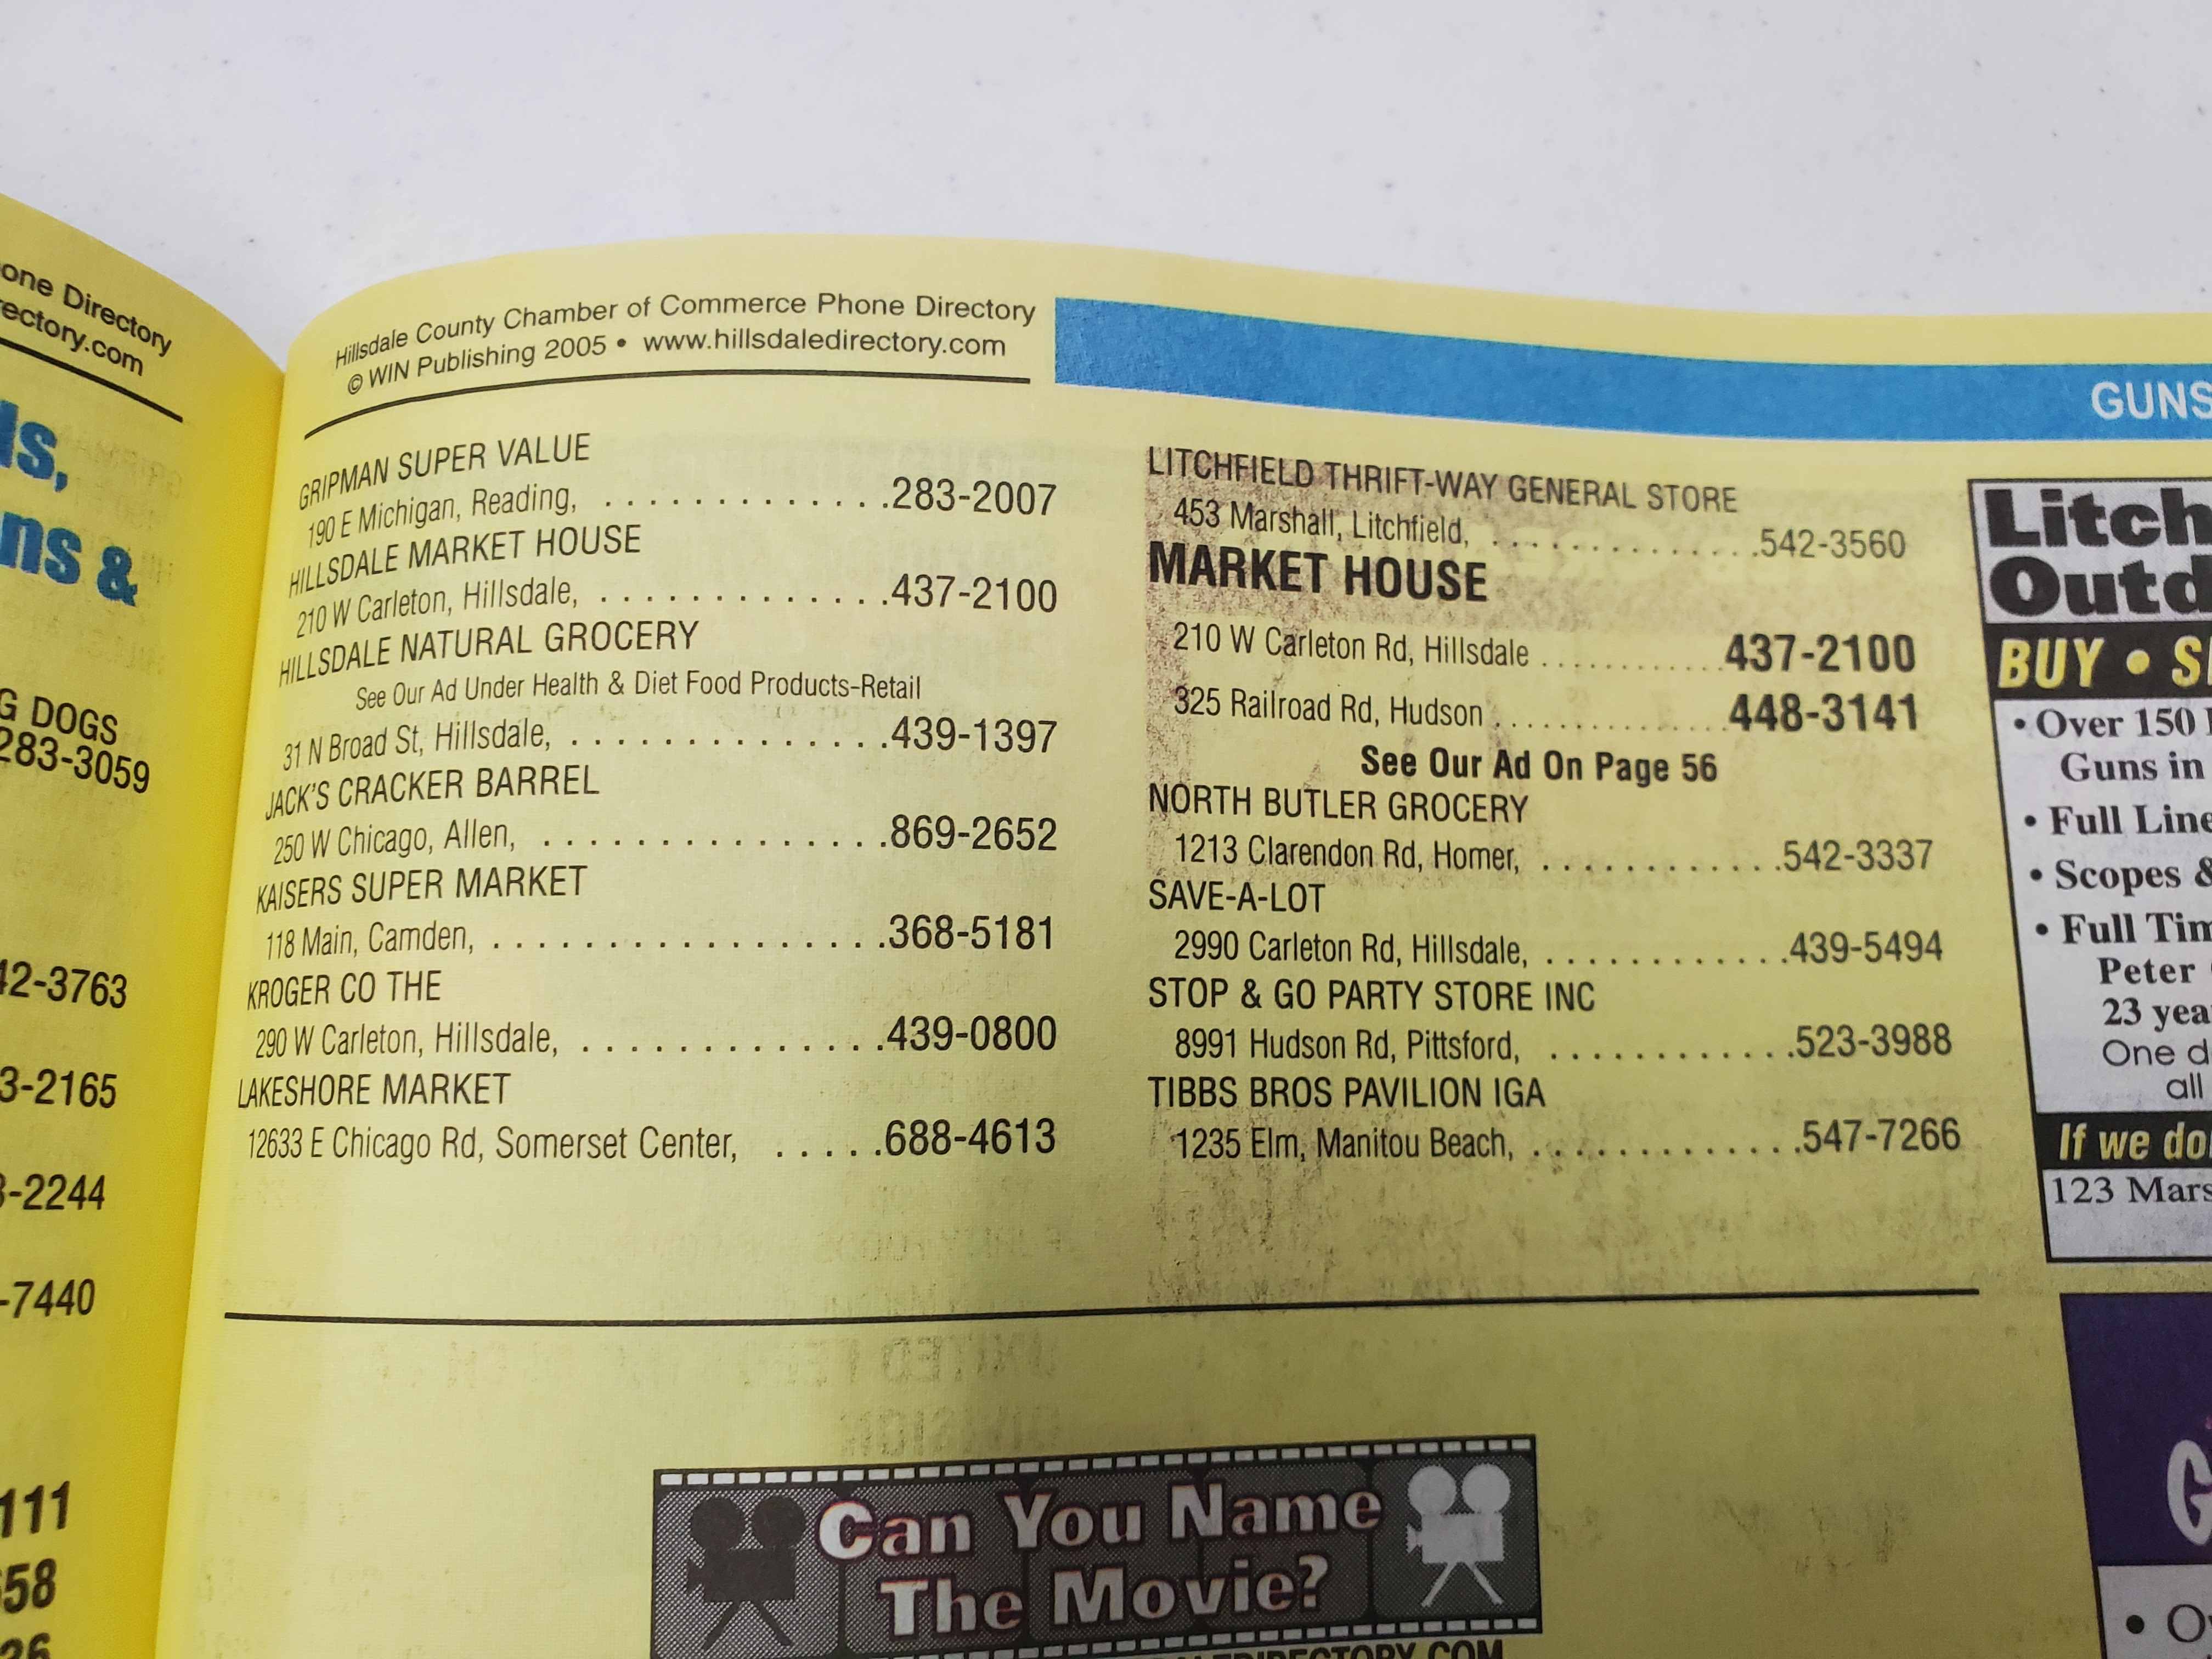 one Directory
rectory.com
ns &
G DOGS
283-3059
42-3763
3-2165
-2244
-7440
111
Hillsdale County Chamber of Commerce Phone Directory
© WIN Publishing 2005 • www.hillsdaledirectory.com
GRIPMAN SUPER VALUE
190 E Michigan, Reading, . . . . . . . . . . . . .283-2007
HILLSDALE MARKET HOUSE
210 W Carleton, Hillsdale, . . . . . . . . . . . . .437-2100
HILLSDALE NATURAL GROCERY
See Our Ad Under Health & Diet Food Products-Retail
31 N Broad St, Hillsdale, . . . . . . . . . . . . . .439-1397
JACK'S CRACKER BARREL
250 W Chicago, Allen, . . . . . . . . . . . . . . .869-2652
KAISERS SUPER MARKET
118 Main, Camden, . . . . . . . . . . . . . . . . .368-5181
KROGER CO THE
290 W Carleton, Hillsdale, . . . . . . . . . . . . .439-0800
LAKESHORE MARKET
12633 E Chicago Rd, Somerset Center, . . . . .688-4613
LITCHFIELD THRIFT-WAY GENERAL STORE
453 Marshall, Litchfield, . . . . . . . . . . . . . .542-3560
MARKET HOUSE
210 W Carleton Rd, Hillsdale . . . . . . . . . . . .437-2100
325 Railroad Rd, Hudson . . . . . . . . . . . . . . .448-3141
See Our Ad On Page 56
NORTH BUTLER GROCERY
1213 Clarendon Rd, Homer, . . . . . . . . . . . .542-3337
SAVE-A-LOT
2990 Carleton Rd, Hillsdale, . . . . . . . . . . . .439-5494
STOP & GO PARTY STORE INC
8991 Hudson Rd, Pittsford, . . . . . . . . . . . .523-3988
TIBBS BROS PAVILION IGA
1235 Elm, Manitou Beach, . . . . . . . . . . . . .547-7266
Can You Name
The Movie?
GUNS
Litch
Outd
BUY •
• Over 150
Guns in
• Full Line
• Scopes &
• Full Tim
Peter
23 yea
One d
all
If we do
123 Mars